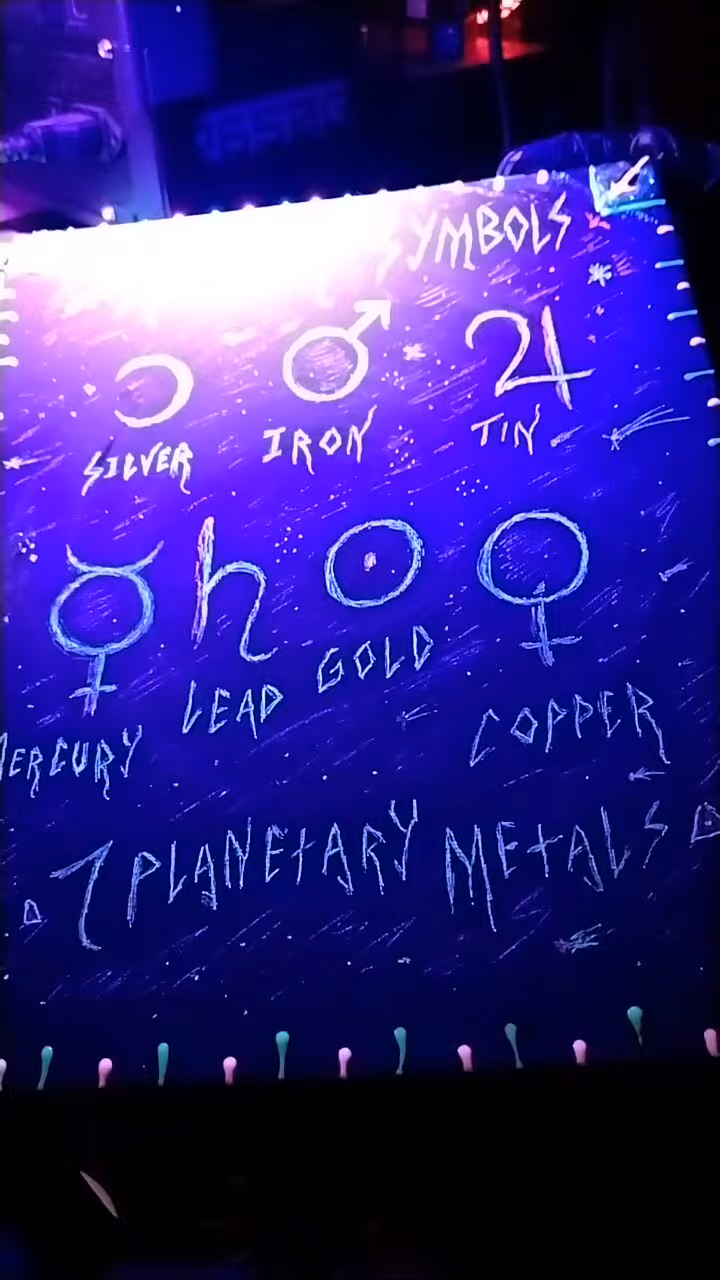 SYMBOLS
SILVER IRON TIN
MERCURY LEAD GOLD COPPER
7 PLANETARY METALS